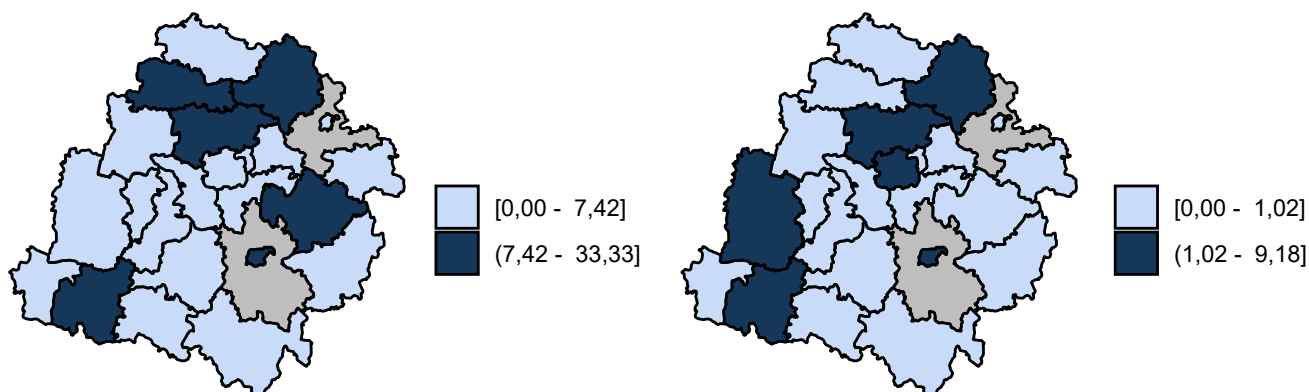 [0,00 - 7,42]
(7,42 - 33,33]
[0,00 - 1,02]
(1,02 - 9,18]